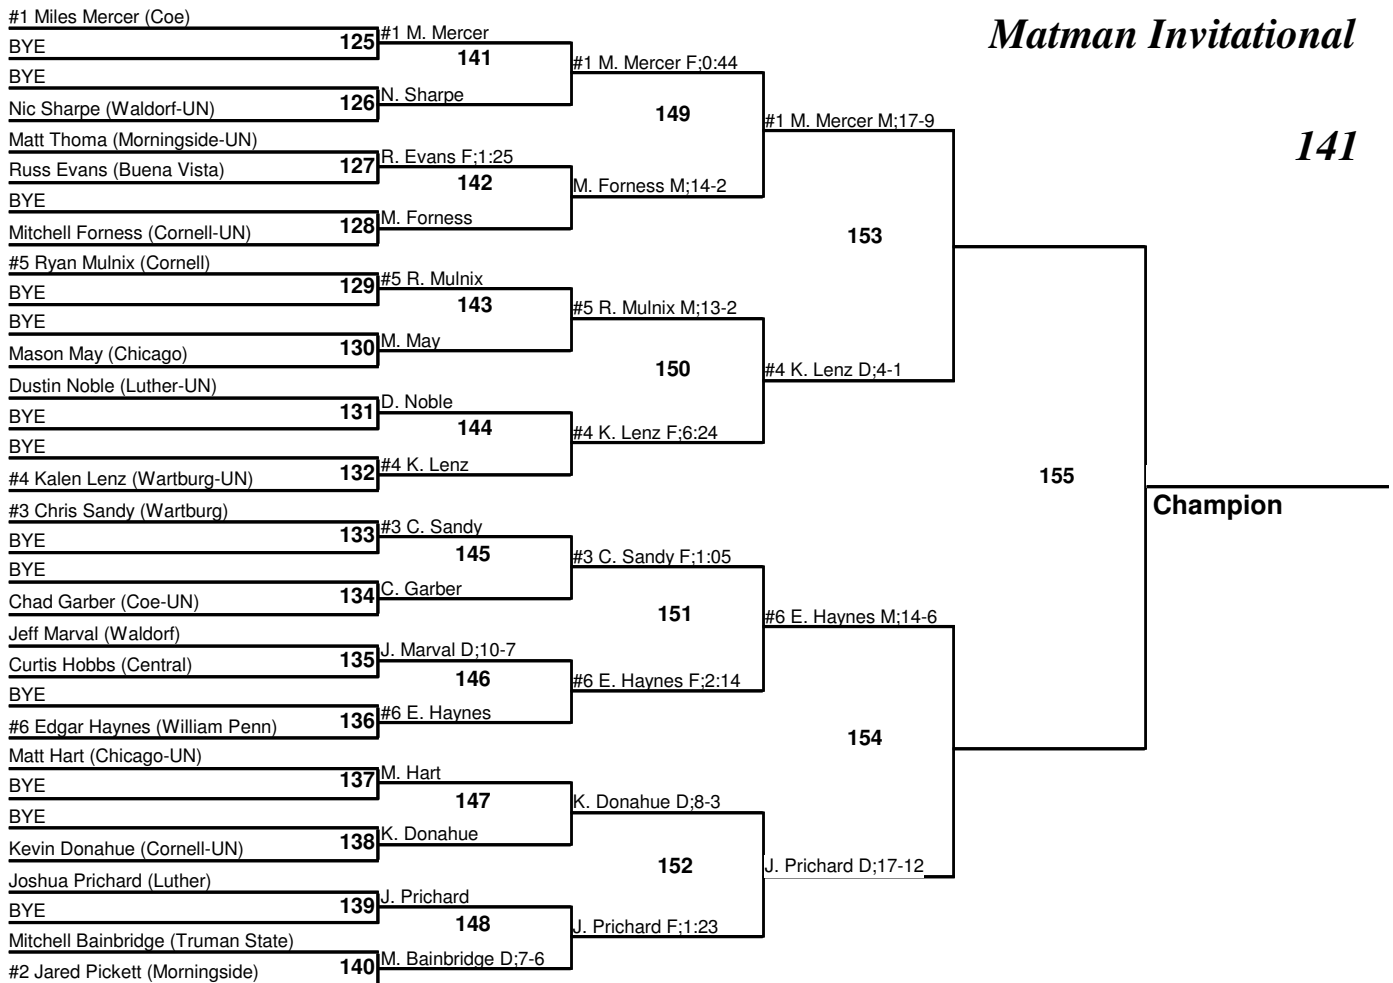 Matman Invitational
141
#1 Miles Mercer (Coe)
BYE
BYE
Nic Sharpe (Waldorf-UN)
Matt Thoma (Morningside-UN)
Russ Evans (Buena Vista)
BYE
Mitchell Forness (Cornell-UN)
#5 Ryan Mulnix (Cornell)
BYE
BYE
Mason May (Chicago)
Dustin Noble (Luther-UN)
BYE
BYE
#4 Kalen Lenz (Wartburg-UN)
#3 Chris Sandy (Wartburg)
BYE
BYE
Chad Garber (Coe-UN)
Jeff Marval (Waldorf)
Curtis Hobbs (Central)
BYE
#6 Edgar Haynes (William Penn)
Matt Hart (Chicago-UN)
BYE
BYE
Kevin Donahue (Cornell-UN)
Joshua Prichard (Luther)
BYE
Mitchell Bainbridge (Truman State)
#2 Jared Pickett (Morningside)
125
126
127
128
129
130
131
132
133
134
135
136
137
138
139
140
#1 M. Mercer
141
N. Sharpe
R. Evans F;1:25
142
M. Forness
#5 R. Mulnix
143
M. May
D. Noble
144
#4 K. Lenz
#3 C. Sandy
145
C. Garber
J. Marval D;10-7
146
#6 E. Haynes
M. Hart
147
K. Donahue
J. Prichard
148
M. Bainbridge D;7-6
#1 M. Mercer F;0:44
149
M. Forness M;14-2
#5 R. Mulnix M;13-2
150
#4 K. Lenz F;6:24
#3 C. Sandy F;1:05
151
#6 E. Haynes F;2:14
K. Donahue D;8-3
152
J. Prichard F;1:23
#1 M. Mercer M;17-9
153
#4 K. Lenz D;4-1
#6 E. Haynes M;14-6
154
J. Prichard D;17-12
155
Champion